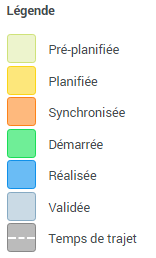 Légende
Pré-planifiée
Planifiée
Synchronisée
Démarrée
Réalisée
Validée
Temps de trajet